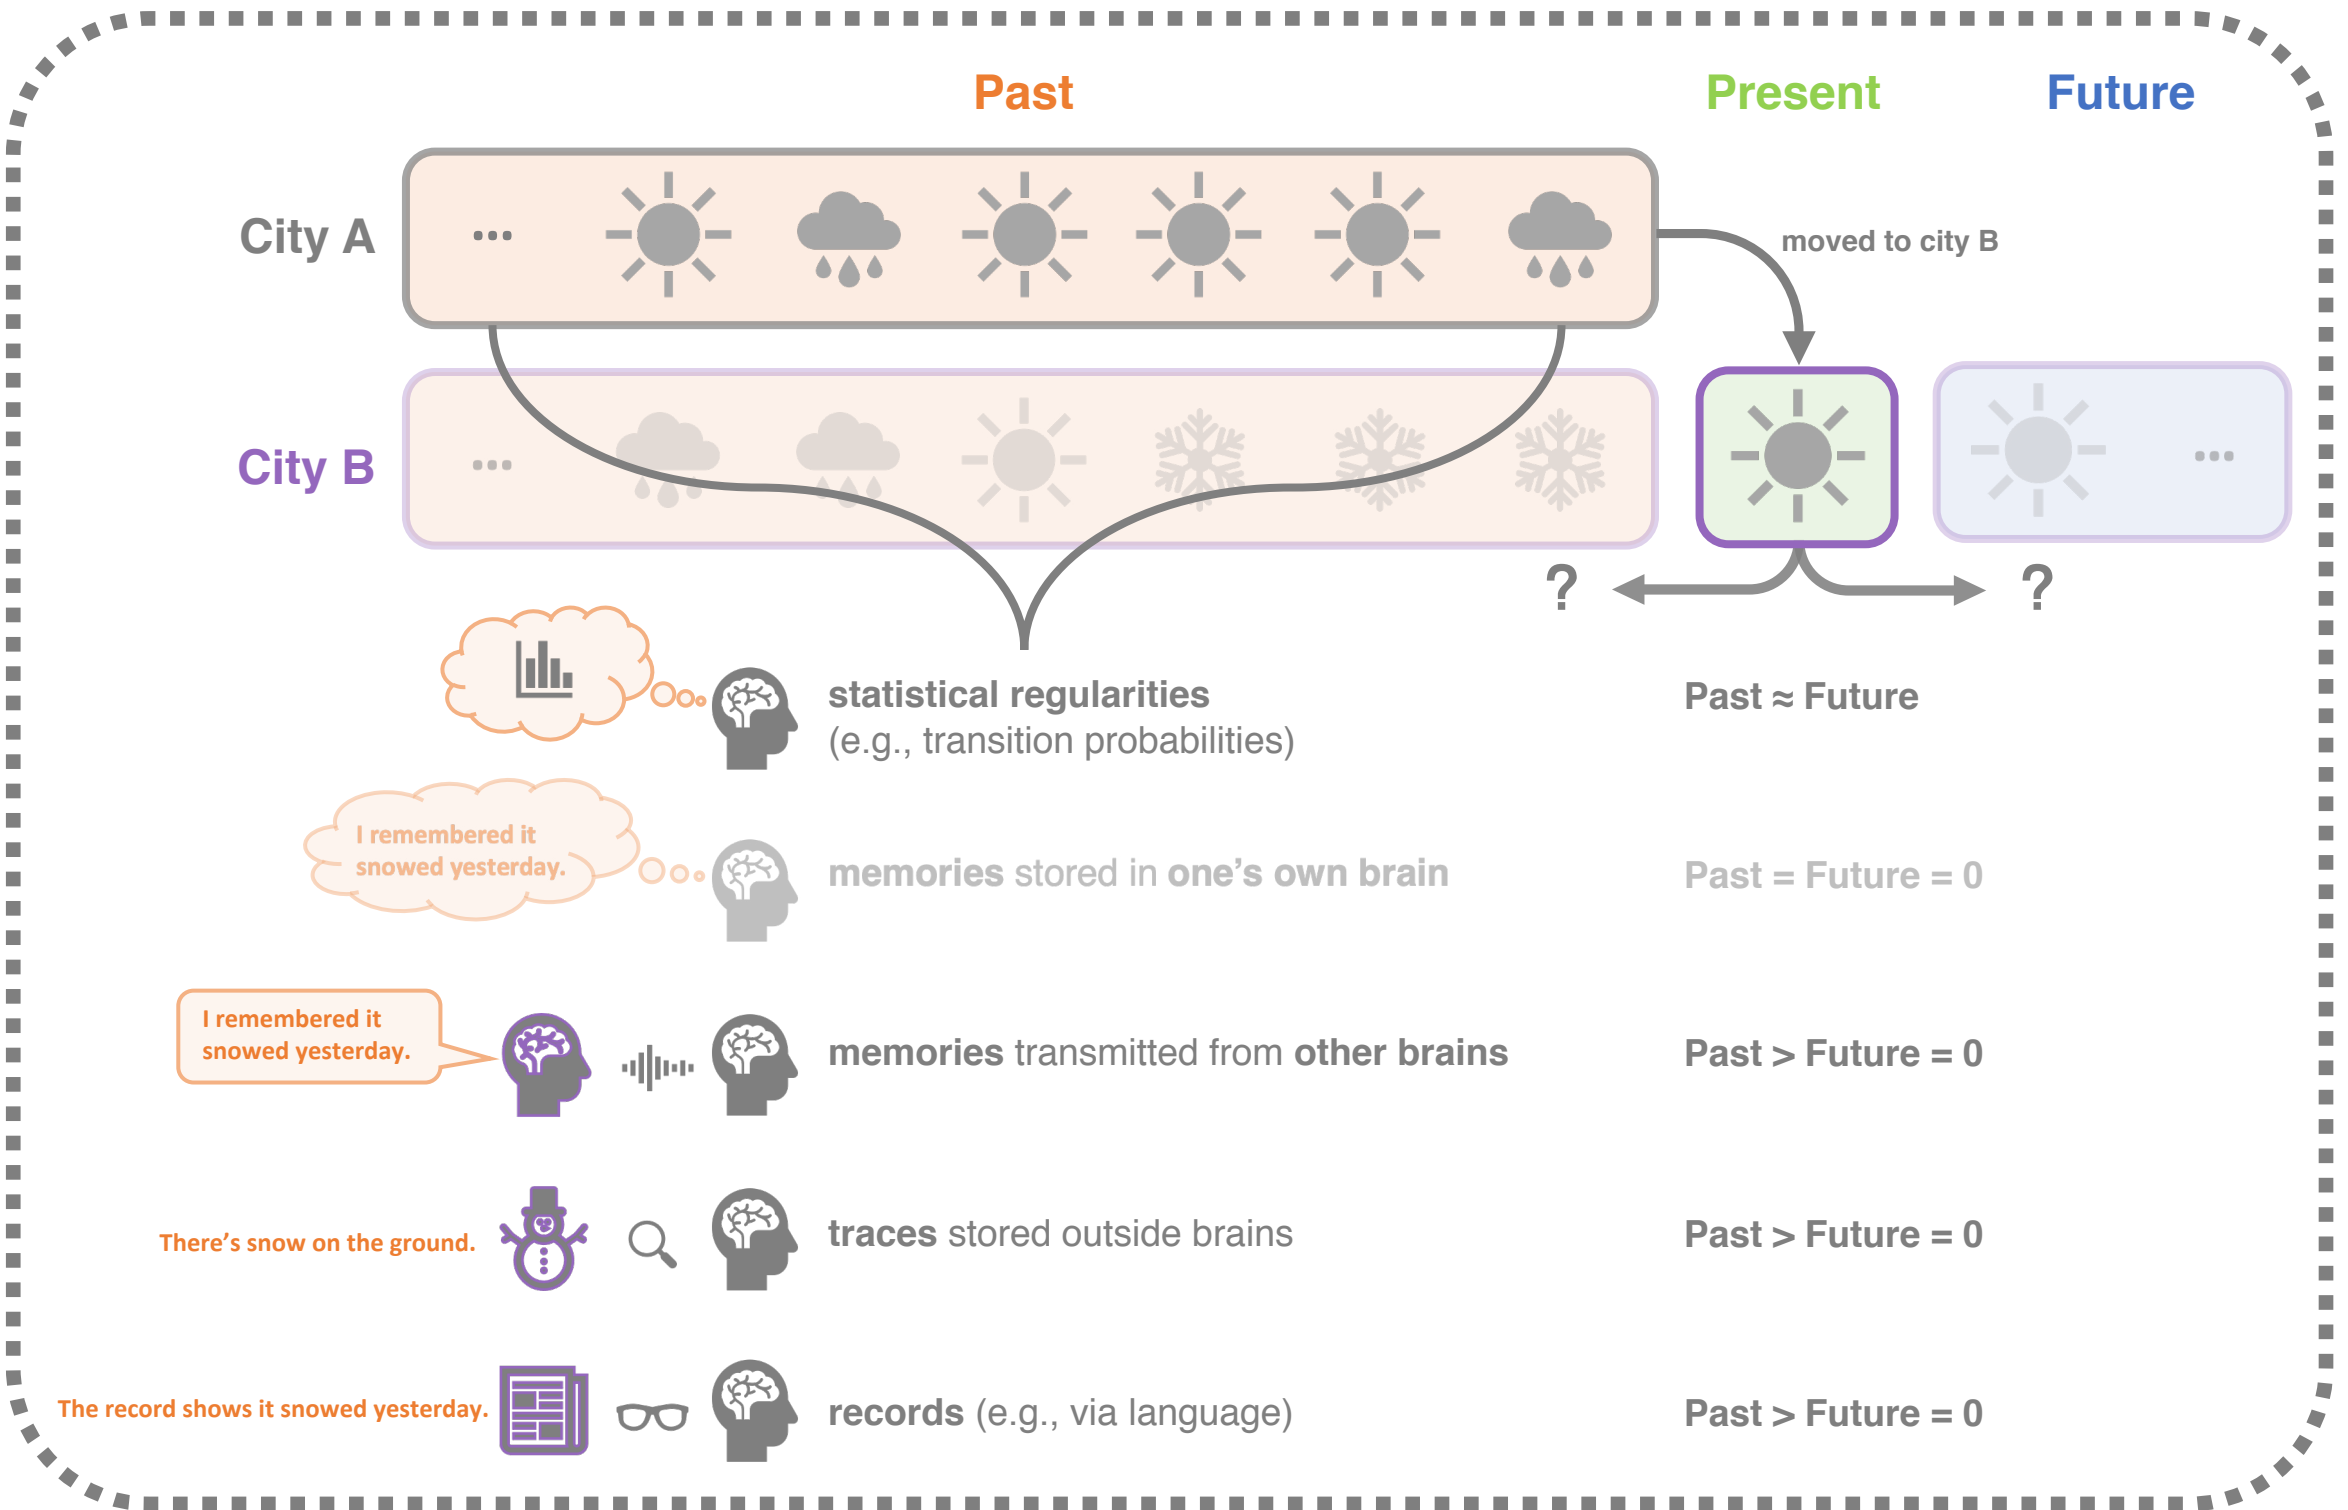 Past
Present
Future
City A
...
moved to city B
City B
...
...
?
?
statistical regularities
(e.g., transition probabilities)
Past ≈ Future
I remembered it
snowed yesterday.
memories stored in one’s own brain
Past = Future = 0
I remembered it
snowed yesterday.
memories transmitted from other brains
Past > Future = 0
There’s snow on the ground.
traces stored outside brains
Past > Future = 0
The record shows it snowed yesterday.
records (e.g., via language)
Past > Future = 0